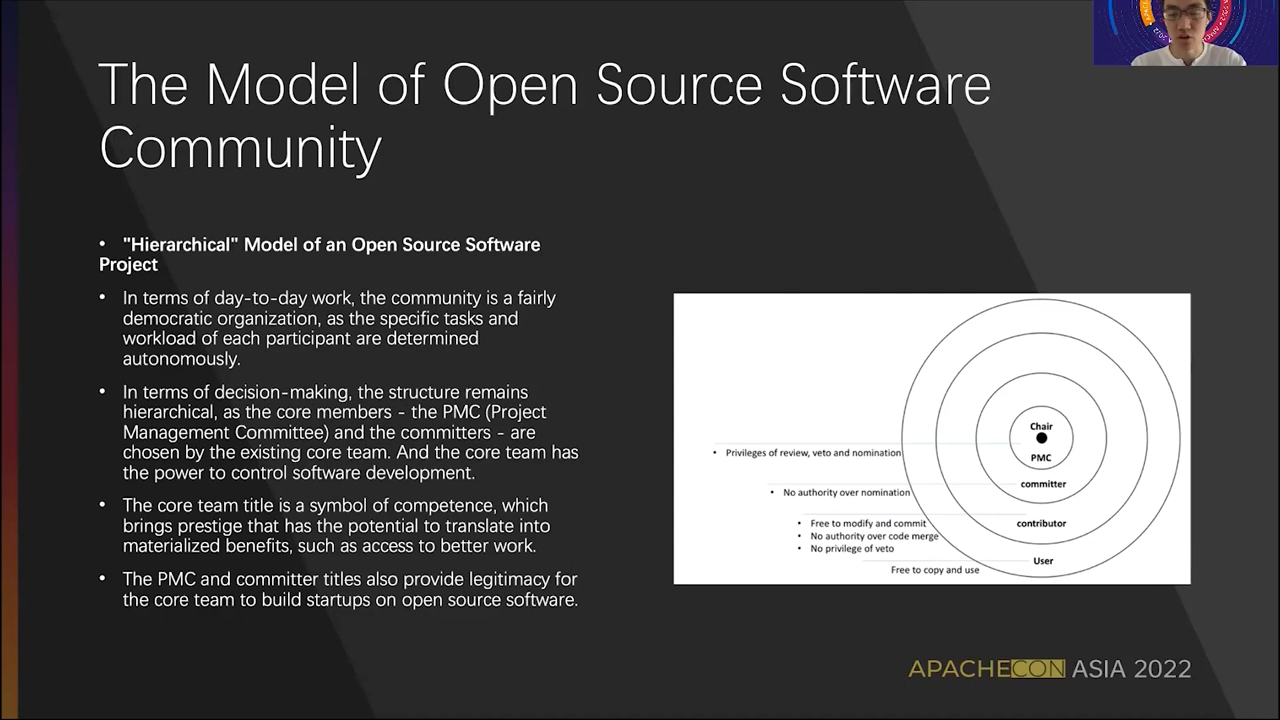 The Model of Open Source Software
Community
• "Hierarchical" Model of an Open Source Software
Project
• In terms of day-to-day work, the community is a fairly
democratic organization, as the specific tasks and
workload of each participant are determined
autonomously.
• In terms of decision-making, the structure remains
hierarchical, as the core members - the PMC (Project
Management Committee) and the committers - are
chosen by the existing core team. And the core team has
the power to control software development.
• The core team title is a symbol of competence, which
brings prestige that has the potential to translate into
materialized benefits, such as access to better work.
• The PMC and committer titles also provide legitimacy for
the core team to build startups on open source software.
Chair
PMC
• Privileges of review, veto and nomination
committer
• No authority over nomination
contributor
• Free to modify and commit
• No authority over code merge
• No privilege of veto
User
Free to copy and use
APACHECON ASIA 2022